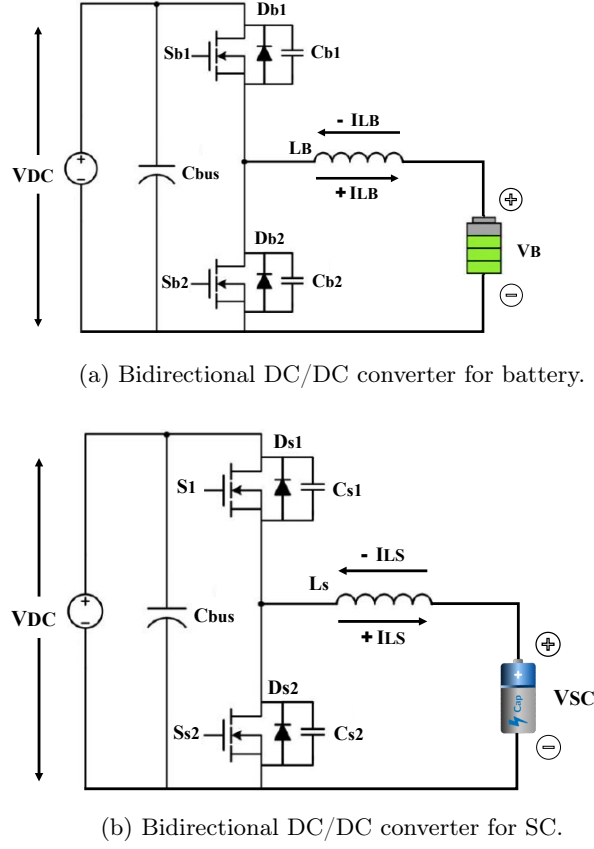 Db1
Sb1
Cb1
- ILB
LB
VDC
+
−
Cbus
+ ILB
Db2
+
VB
Sb2
Cb2
−
(a) Bidirectional DC/DC converter for battery.
Ds1
S1
Cs1
- ILS
Ls
VDC
+
−
Cbus
+ ILS
+
Ds2
+
Cap
VSC
Ss2
Cs2
−
(b) Bidirectional DC/DC converter for SC.